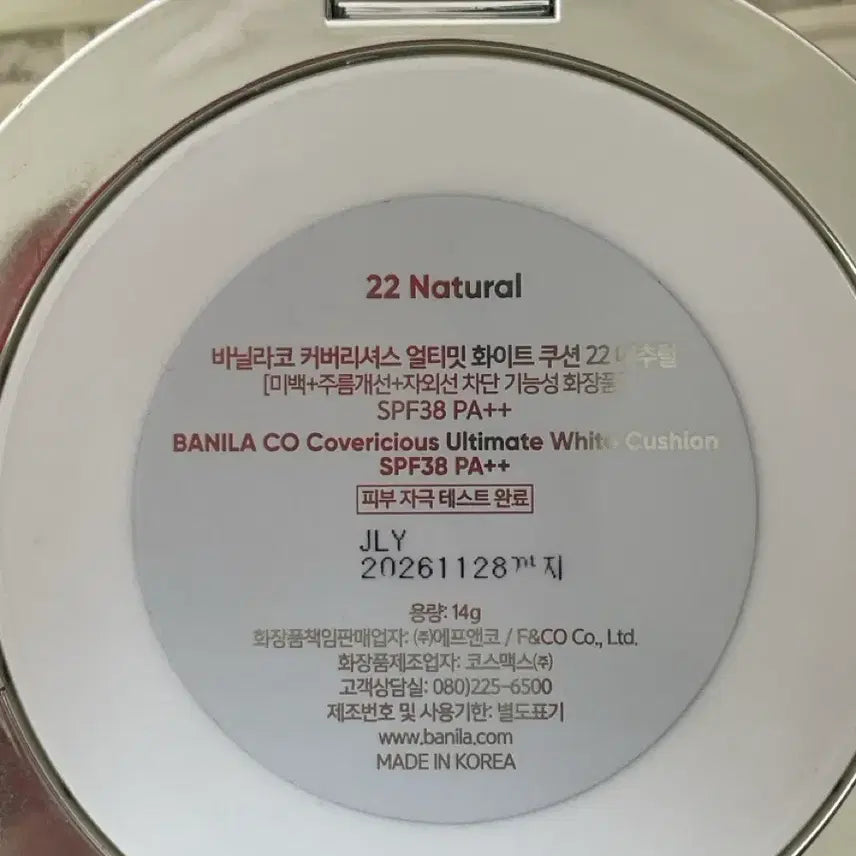 22 Natural
바닐라코 커버리셔스 얼티밋 화이트 쿠션 22 내추럴
[미백+주름개선+자외선 차단 기능성 화장품]
SPF38 PA++
BANILA CO Covericious Ultimate White Cushion
SPF38 PA++
피부 자극 테스트 완료
JLY
20261128까지
용량: 14g
화장품책임판매업자: (주)에프앤코 / F&CO Co., Ltd.
화장품제조업자: 코스맥스(주)
고객상담실: 080)225-6500
제조번호 및 사용기한: 별도표기
www.banila.com
MADE IN KOREA